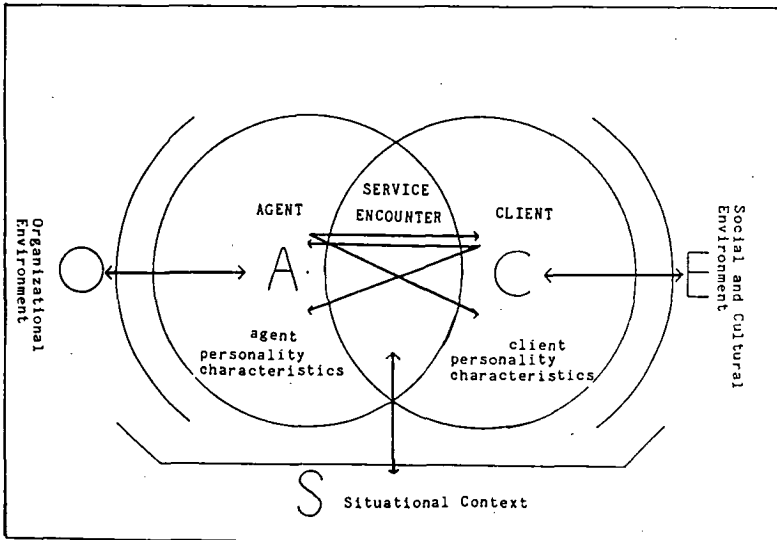 SERVICE
ENCOUNTER
AGENT
CLIENT
Organizational
Environment
O
A
C
E
Social and Cultural
Environment
agent
personality
characteristics
client
personality
characteristics
S
Situational Context